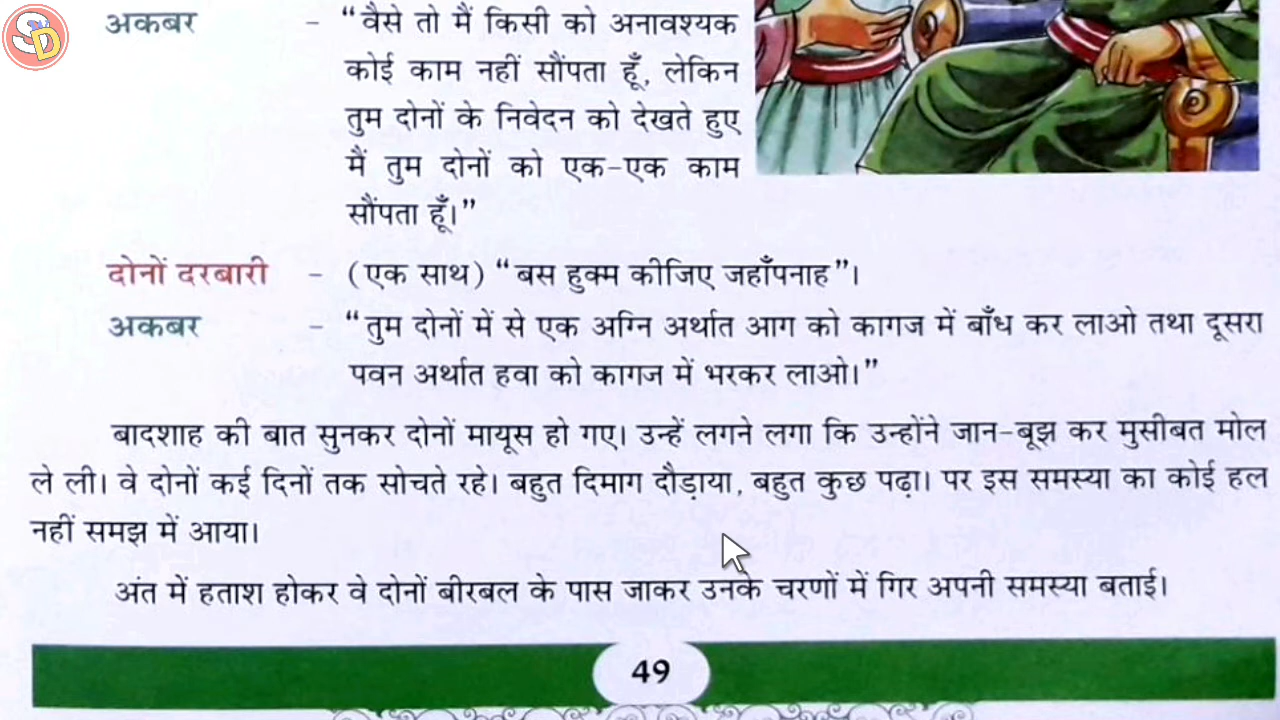 SD
अकबर – “वैसे तो मैं किसी को अनावश्यक
कोई काम नहीं सौंपता हूँ, लेकिन
तुम दोनों के निवेदन को देखते हुए
मैं तुम दोनों को एक-एक काम
सौंपता हूँ।”
दोनों दरबारी – (एक साथ) “बस हुक्म कीजिए जहाँपनाह”।
अकबर – “तुम दोनों में से एक अग्नि अर्थात आग को कागज में बाँध कर लाओ तथा दूसरा
पवन अर्थात हवा को कागज में भरकर लाओ।”
बादशाह की बात सुनकर दोनों मायूस हो गए। उन्हें लगने लगा कि उन्होंने जान-बूझ कर मुसीबत मोल
ले ली। वे दोनों कई दिनों तक सोचते रहे। बहुत दिमाग दौड़ाया, बहुत कुछ पढ़ा। पर इस समस्या का कोई हल
नहीं समझ में आया।
अंत में हताश होकर वे दोनों बीरबल के पास जाकर उनके चरणों में गिर अपनी समस्या बताई।
49